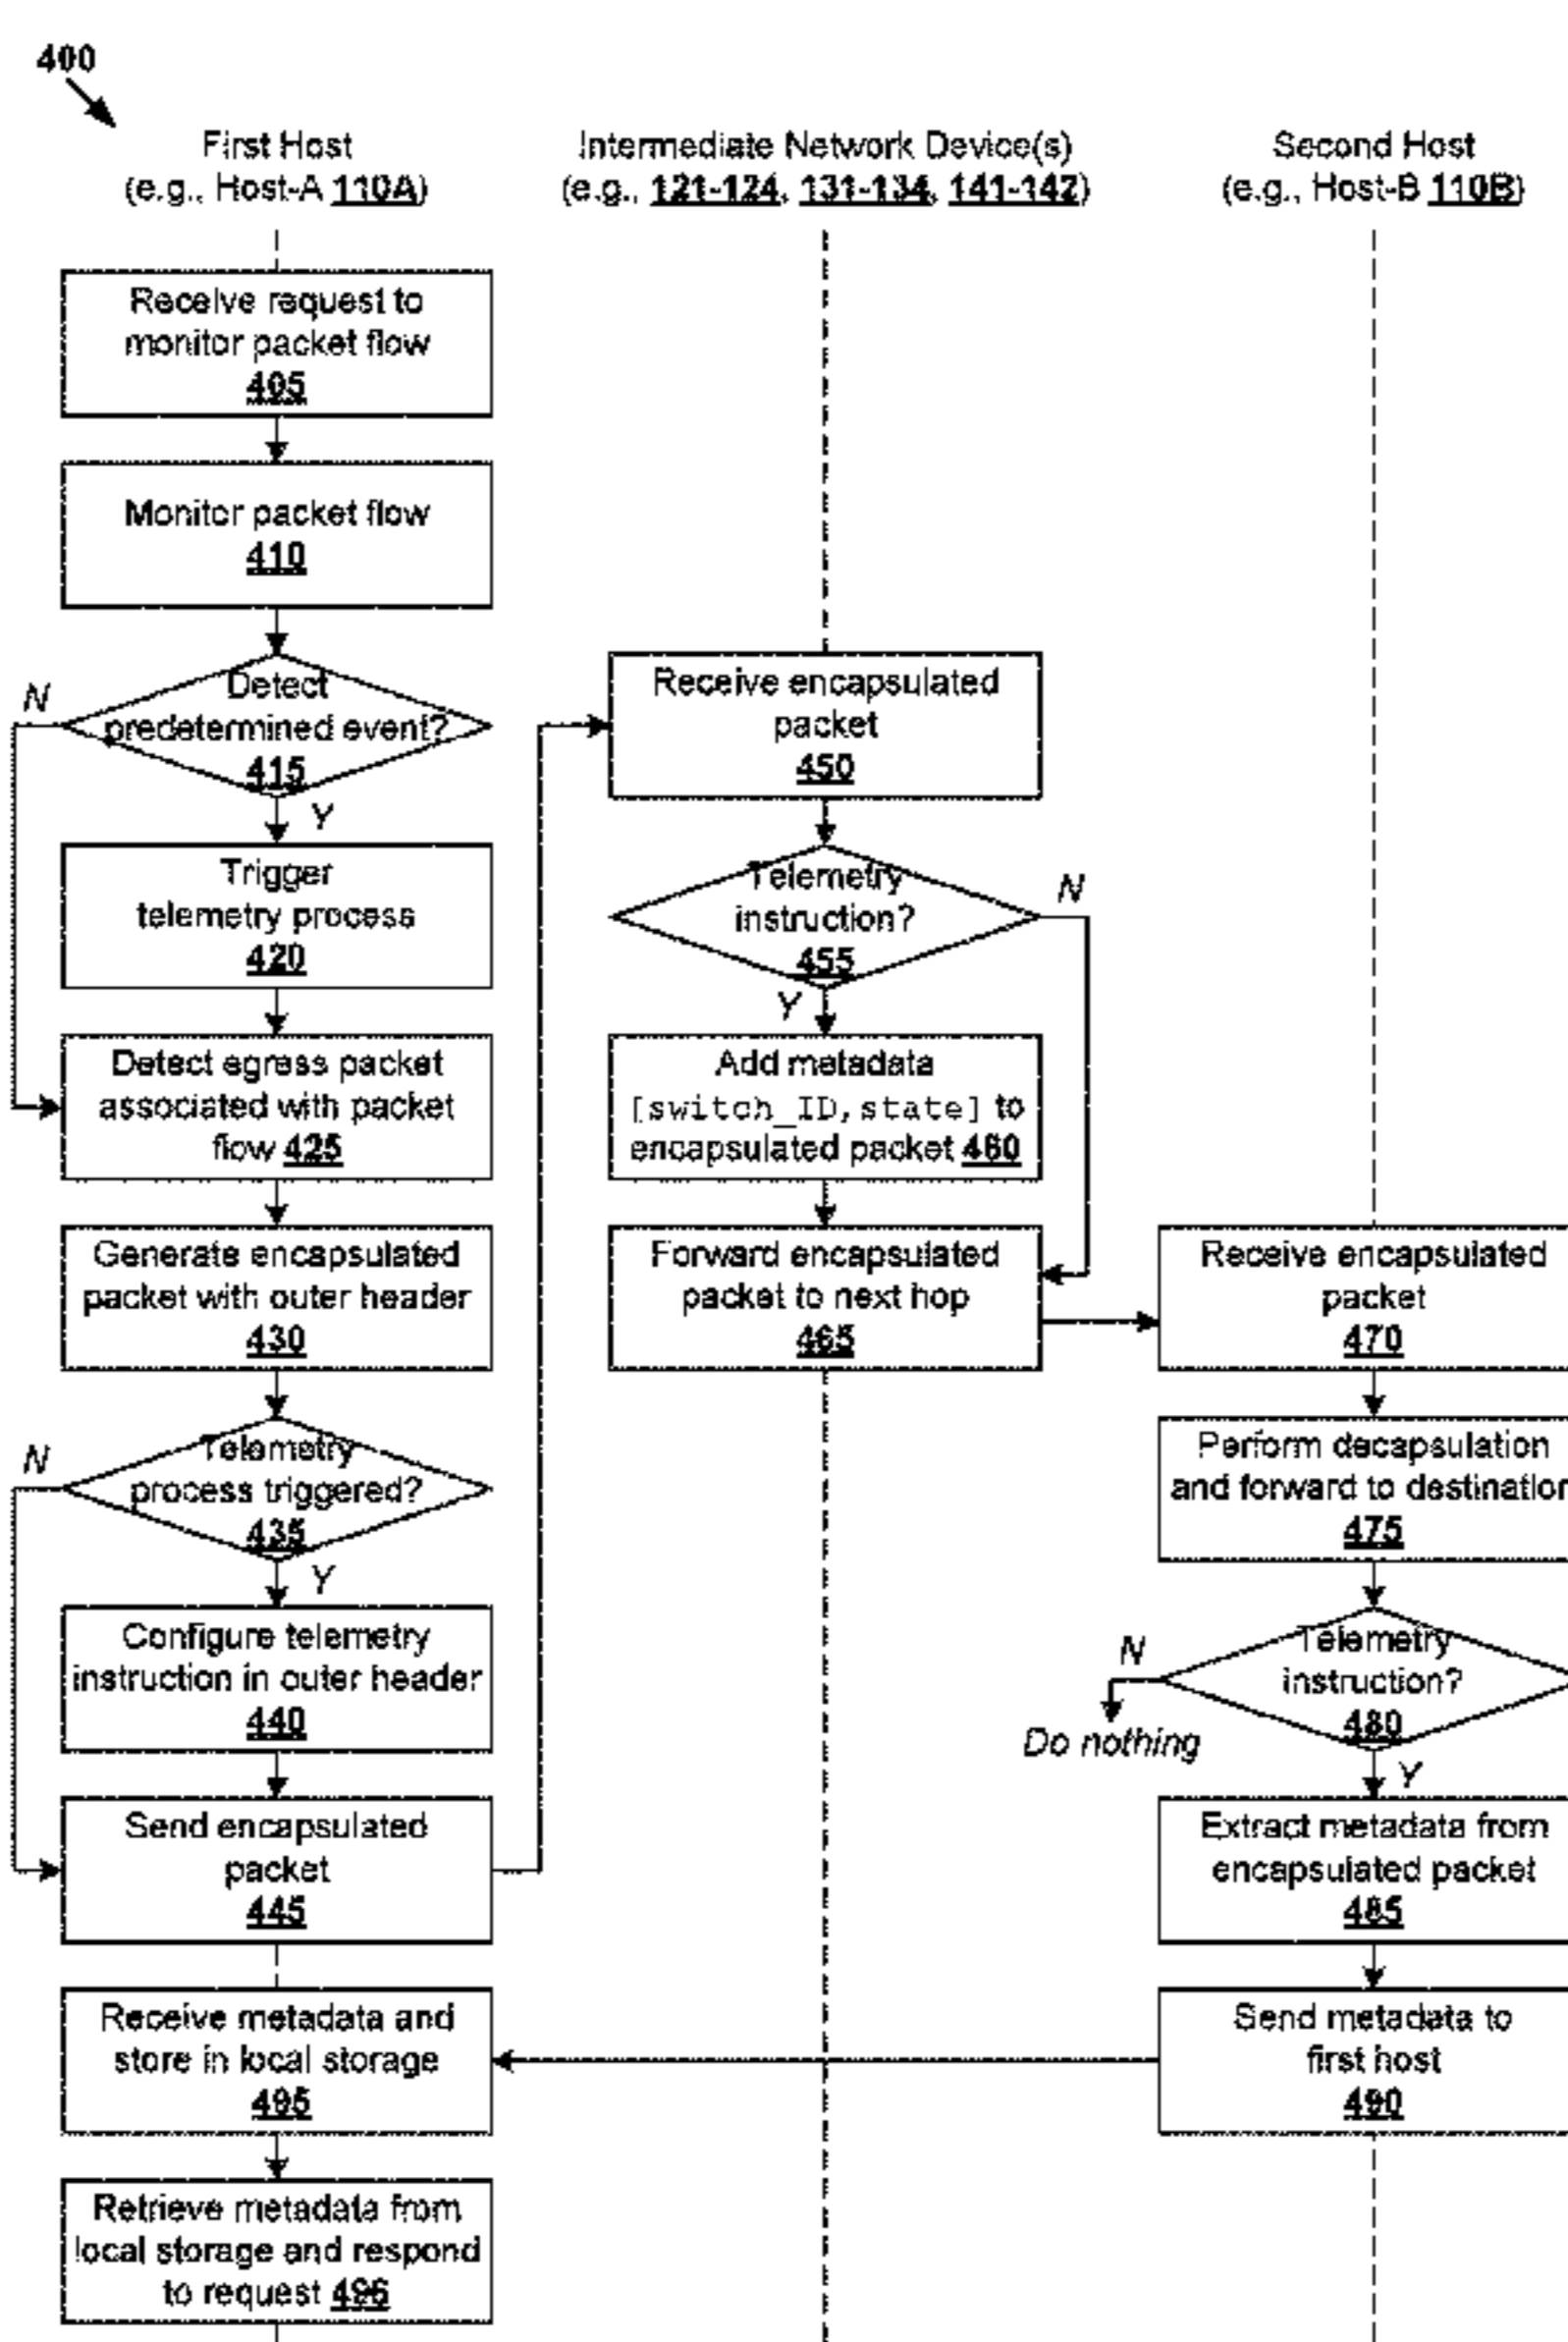 400
First Host
(e.g., Host-A 110A)
Receive request to
monitor packet flow
405
Monitor packet flow
410
Detect
predetermined event?
415
N
Y
Trigger
telemetry process
420
Detect egress packet
associated with packet
flow 425
Generate encapsulated
packet with outer header
430
Telemetry
process triggered?
435
N
Y
Configure telemetry
instruction in outer header
440
Send encapsulated
packet
445
Receive metadata and
store in local storage
495
Retrieve metadata from
local storage and respond
to request 496
Intermediate Network Device(s)
(e.g., 121-124, 131-134, 141-142)
Receive encapsulated
packet
450
Telemetry
instruction?
455
N
Y
Add metadata
[switch_ID,state] to
encapsulated packet 460
Forward encapsulated
packet to next hop
465
Second Host
(e.g., Host-B 110B)
Receive encapsulated
packet
470
Perform decapsulation
and forward to destination
475
Telemetry
instruction?
480
N
Do nothing
Y
Extract metadata from
encapsulated packet
485
Send metadata to
first host
490